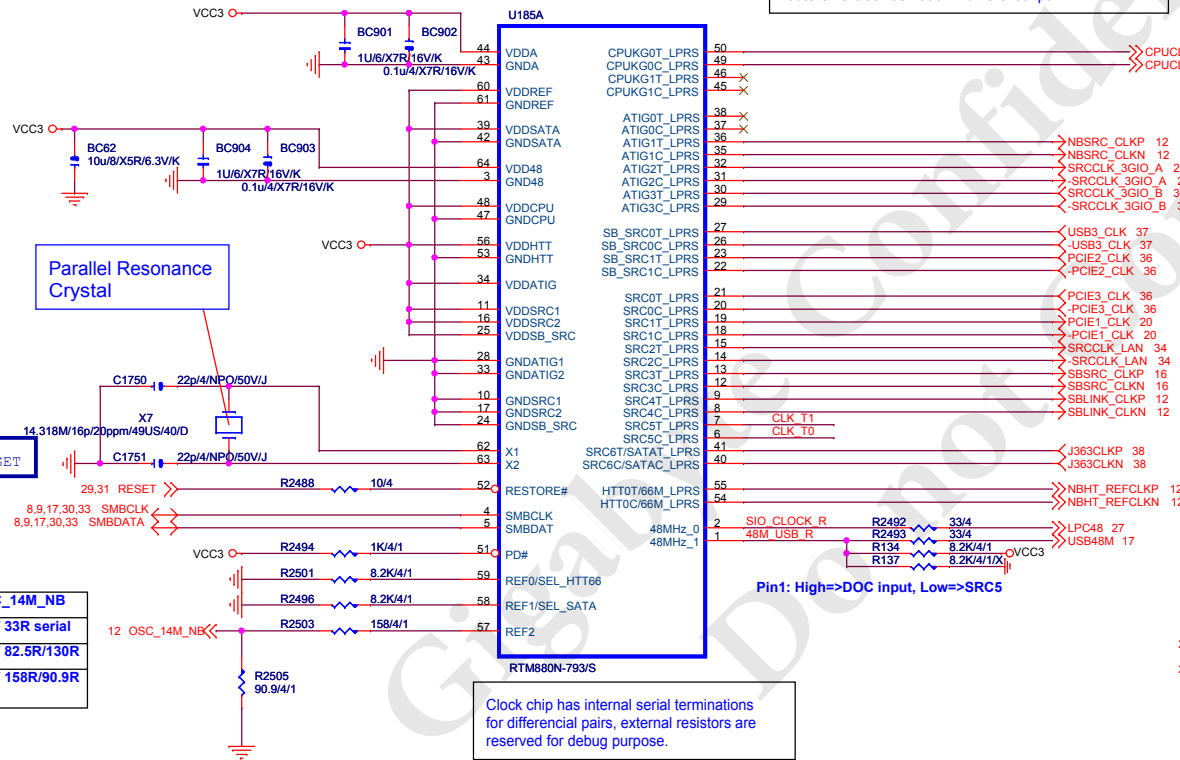 U185A
VCC3
BC901
BC902
1U/6/X7R/16V/K
0.1u/4/X7R/16V/K
VCC3
BC62
10u/8/X5R/6.3V/K
BC904
BC903
1U/6/X7R/16V/K
0.1u/4/X7R/16V/K
VCC3
Parallel Resonance
Crystal
C1750
22p/4/NPO/50V/J
X7
14.318M/16p/20ppm/49US/40/D
C1751
22p/4/NPO/50V/J
29,31 RESET
R2488
10/4
8,9,17,30,33 SMBCLK
8,9,17,30,33 SMBDATA
VCC3
R2494
1K/4/1
R2501
8.2K/4/1
R2496
8.2K/4/1
12 OSC_14M_NB
R2503
158/4/1
R2505
90.9/4/1
C_14M_NB
33R serial
82.5R/130R
158R/90.9R
44 VDDA
43 GNDA
60 VDDREF
61 GNDREF
39 VDDSATA
42 GNDSATA
64 VDD48
3 GND48
48 VDDCPU
47 GNDCPU
56 VDDHTT
53 GNDHTT
34 VDDATIG
11 VDDSRC1
16 VDDSRC2
25 VDDSB_SRC
28 GNDATIG1
33 GNDATIG2
10 GNDSRC1
17 GNDSRC2
24 GNDSB_SRC
62 X1
63 X2
52 RESTORE#
4 SMBCLK
5 SMBDAT
51 PD#
59 REF0/SEL_HTT66
58 REF1/SEL_SATA
57 REF2
CPUKG0T_LPRS 50
CPUKG0C_LPRS 49
CPUKG1T_LPRS 46
CPUKG1C_LPRS 45
ATIG0T_LPRS 38
ATIG0C_LPRS 37
ATIG1T_LPRS 36 NBSRC_CLKP 12
ATIG1C_LPRS 35 NBSRC_CLKN 12
ATIG2T_LPRS 32 SRCCLK_3GIO_A
ATIG2C_LPRS 31 -SRCCLK_3GIO_A
ATIG3T_LPRS 30 SRCCLK_3GIO_B
ATIG3C_LPRS 29 -SRCCLK_3GIO_B
SB_SRC0T_LPRS 27 USB3_CLK 37
SB_SRC0C_LPRS 26 -USB3_CLK 37
SB_SRC1T_LPRS 23 PCIE2_CLK 36
SB_SRC1C_LPRS 22 -PCIE2_CLK 36
SRC0T_LPRS 21 PCIE3_CLK 36
SRC0C_LPRS 20 -PCIE3_CLK 36
SRC1T_LPRS 19 PCIE1_CLK 20
SRC1C_LPRS 18 -PCIE1_CLK 20
SRC2T_LPRS 15 SRCCLK_LAN 34
SRC2C_LPRS 14 -SRCCLK_LAN 34
SRC3T_LPRS 13 SBSRC_CLKP 16
SRC3C_LPRS 12 SBSRC_CLKN 16
SRC4T_LPRS 9 SBLINK_CLKP 12
SRC4C_LPRS 8 SBLINK_CLKN 12
SRC5T_LPRS 7 CLK_T1
SRC5C_LPRS 6 CLK_T0
SRC6T/SATAT_LPRS 41 J363CLKP 38
SRC6C/SATAC_LPRS 40 J363CLKN 38
HTT0T/66M_LPRS 55 NBHT_REFCLKP 12
HTT0C/66M_LPRS 54 NBHT_REFCLKN 12
48MHz_0 2 SIO_CLOCK_R R2492 33/4 LPC48 27
48MHz_1 1 48M_USB_R R2493 33/4 USB48M 17
R134 8.2K/4/1 VCC3
R137 8.2K/4/1/X
Pin1: High=>DOC input, Low=>SRC5
RTM880N-793/S
Clock chip has internal serial terminations
for differencial pairs, external resistors are
reserved for debug purpose.